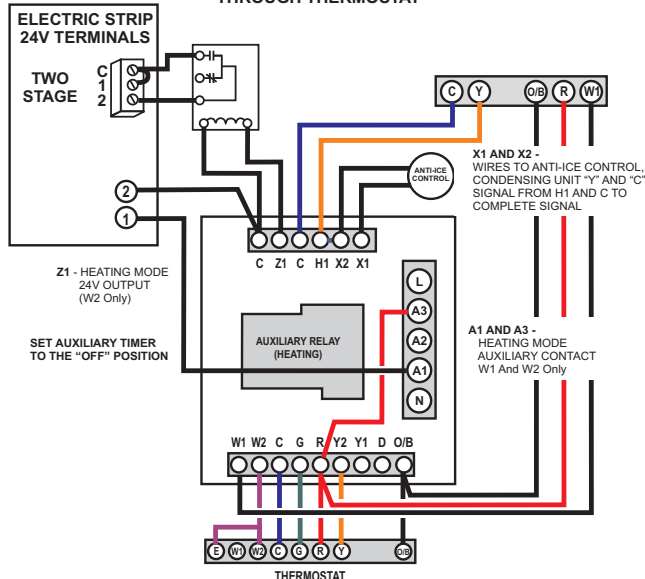 THROUGH THERMOSTAT
ELECTRIC STRIP
24V TERMINALS
TWO
STAGE
C
1
2
C Y O/B R W1
ANTI-ICE
CONTROL
X1 AND X2 -
WIRES TO ANTI-ICE CONTROL,
CONDENSING UNIT “Y” AND “C”
SIGNAL FROM H1 AND C TO
COMPLETE SIGNAL
2
1
C Z1 C H1 X2 X1
Z1 - HEATING MODE
24V OUTPUT
(W2 Only)
L
A3
A2
A1
N
AUXILIARY RELAY
(HEATING)
SET AUXILIARY TIMER
TO THE “OFF” POSITION
A1 AND A3 -
HEATING MODE
AUXILIARY CONTACT
W1 And W2 Only
W1 W2 C G R Y2 Y1 D O/B
E W1 W2 C G R Y O/B
THERMOSTAT